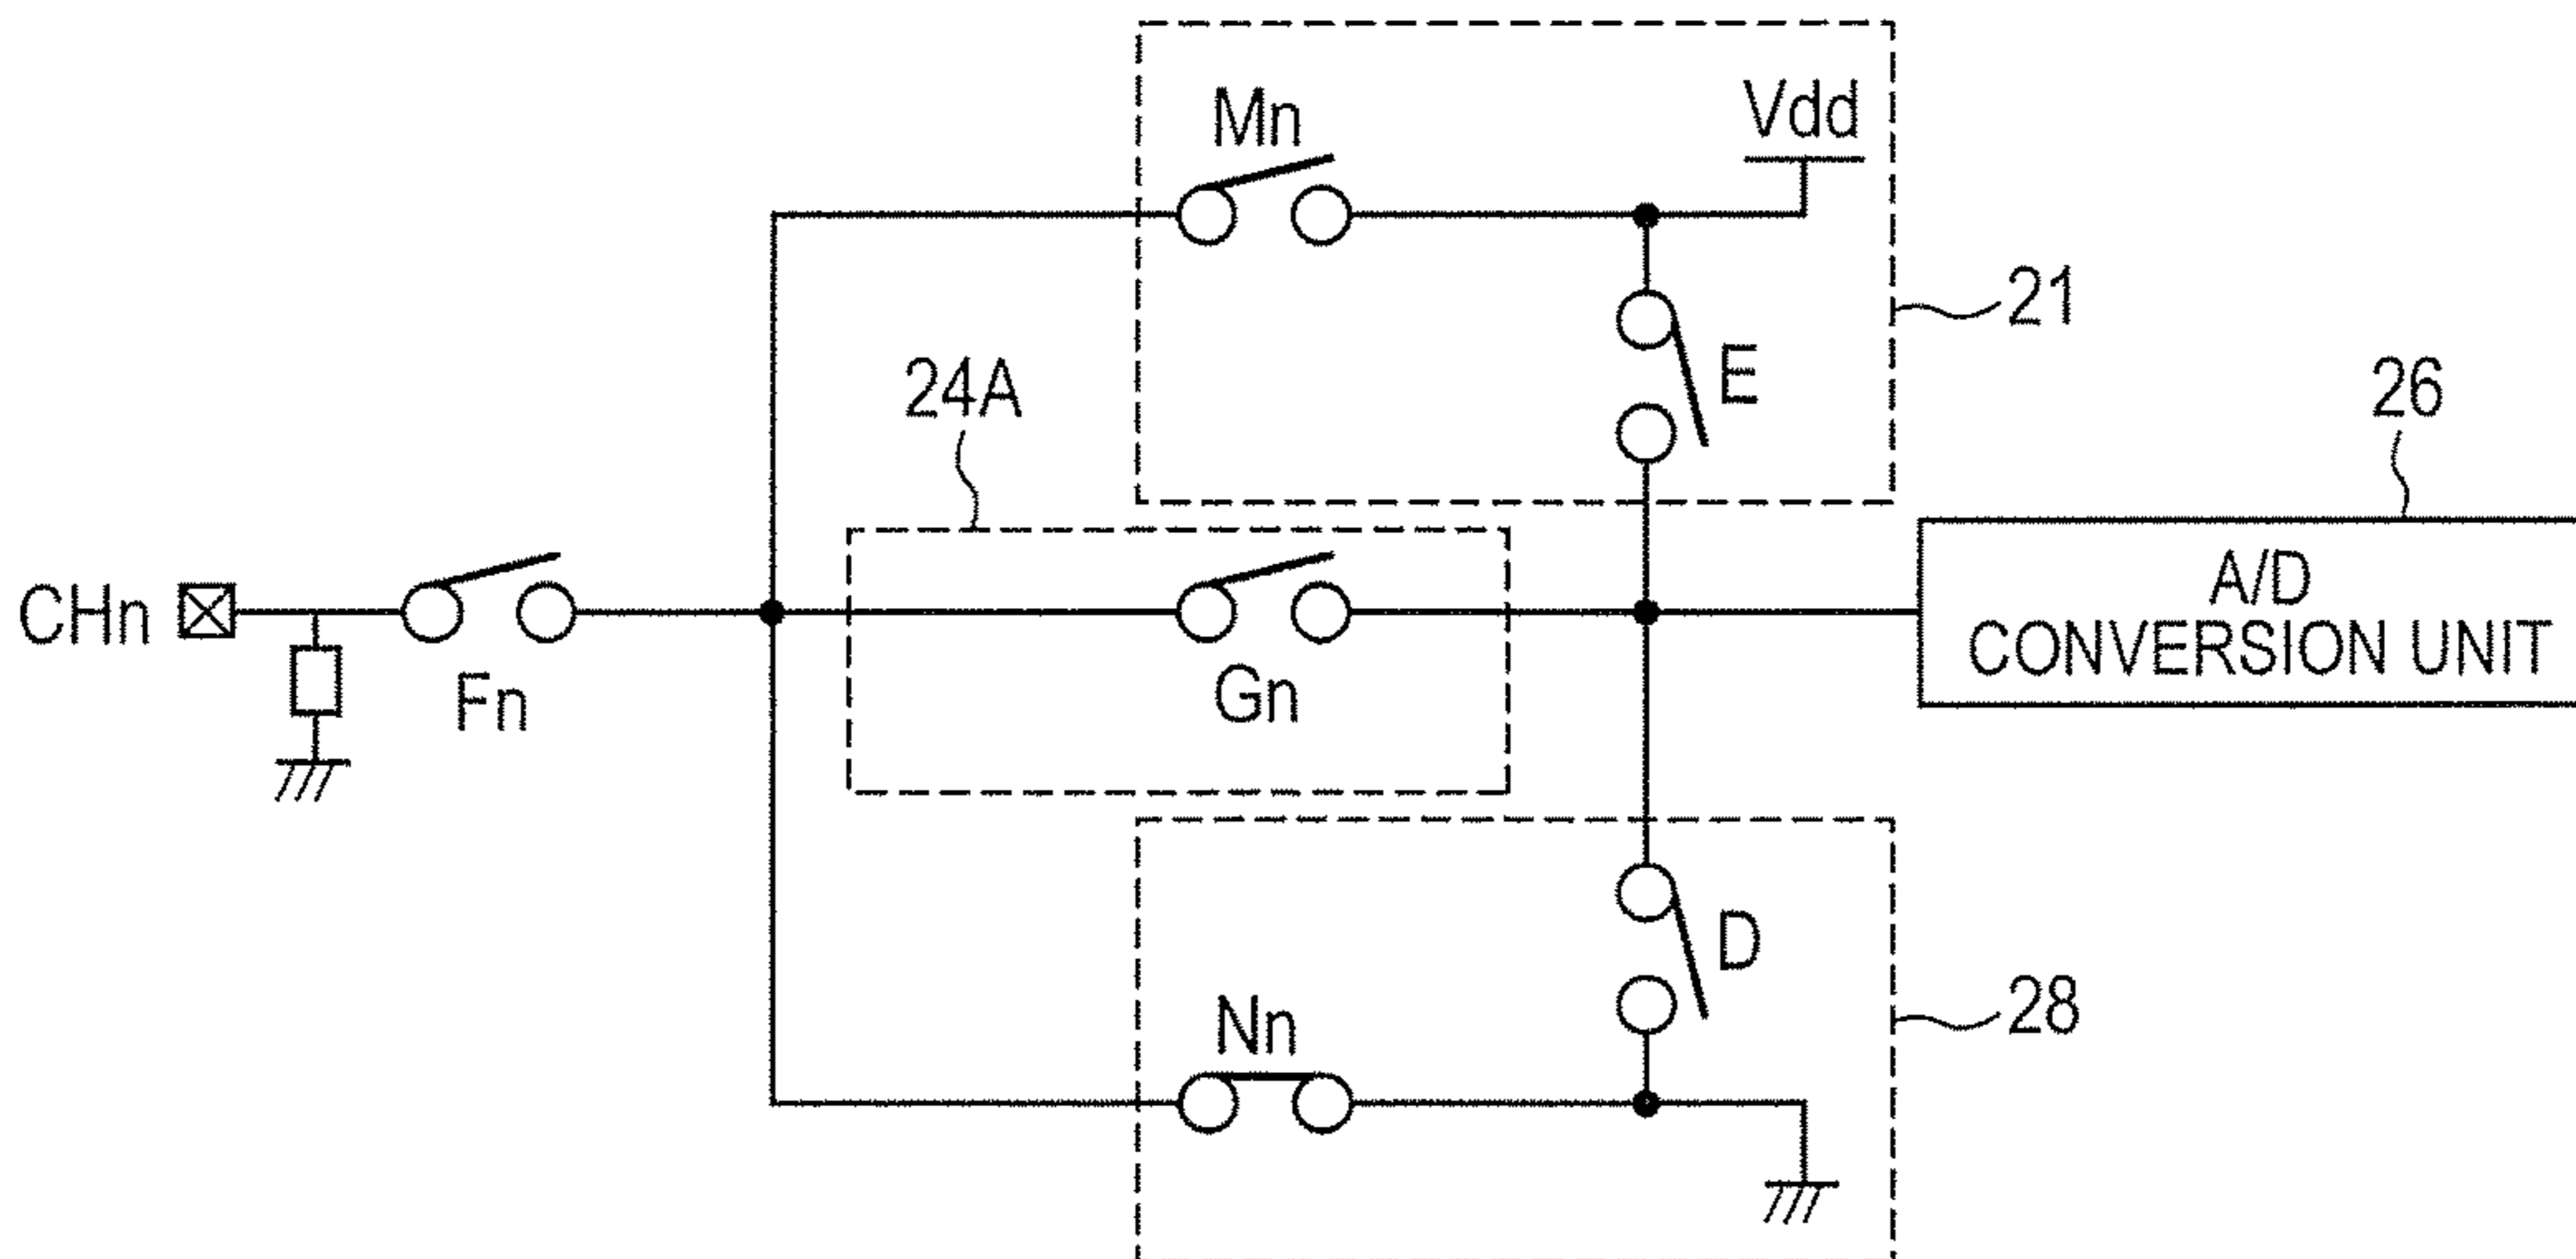 Mn
Vdd
21
E
24A
26
CHn
Fn
Gn
A/D
CONVERSION UNIT
D
Nn
28